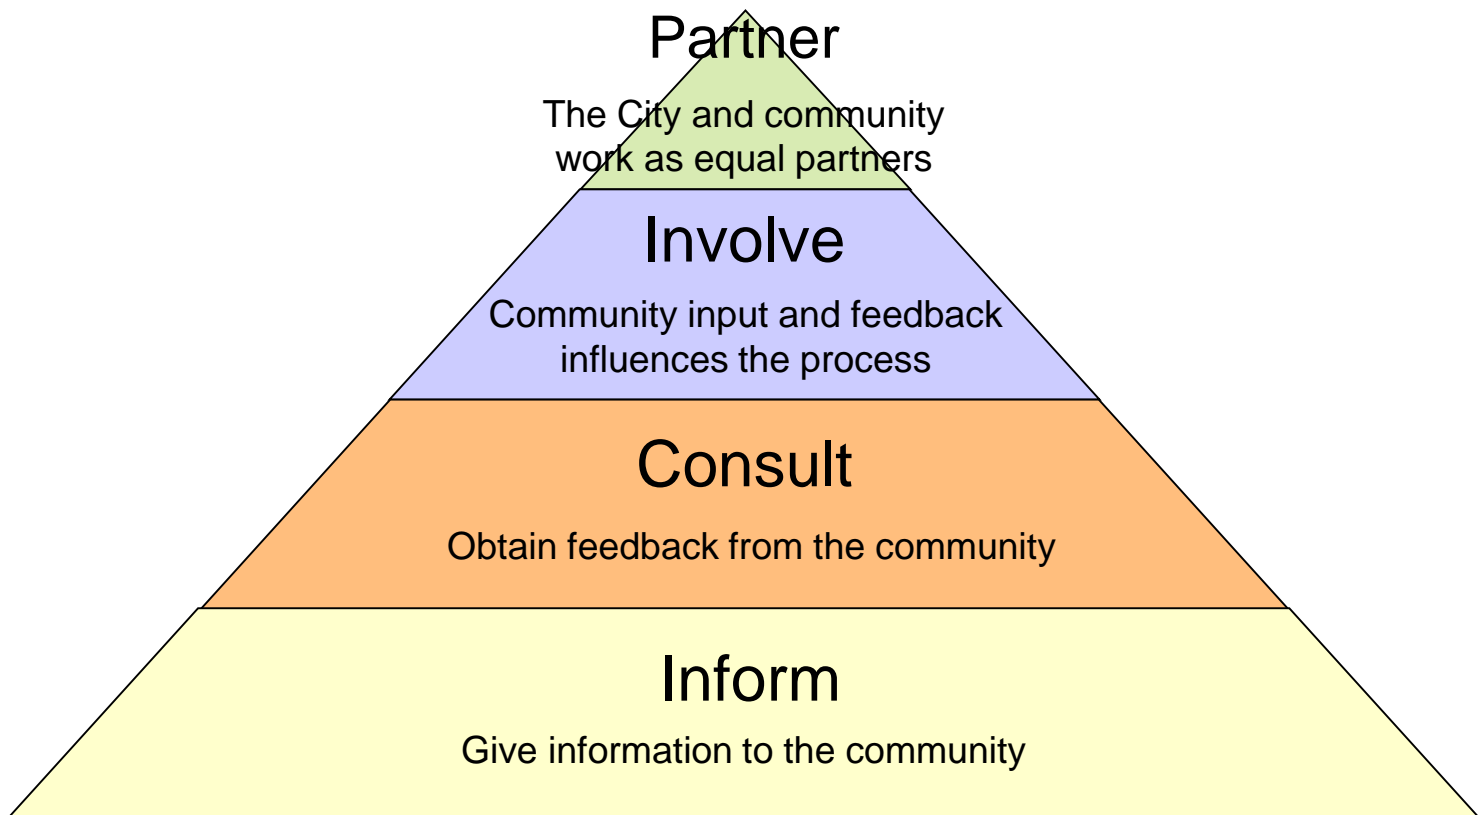 Partner
The City and community
work as equal partners
Involve
Community input and feedback
influences the process
Consult
Obtain feedback from the community
Inform
Give information to the community